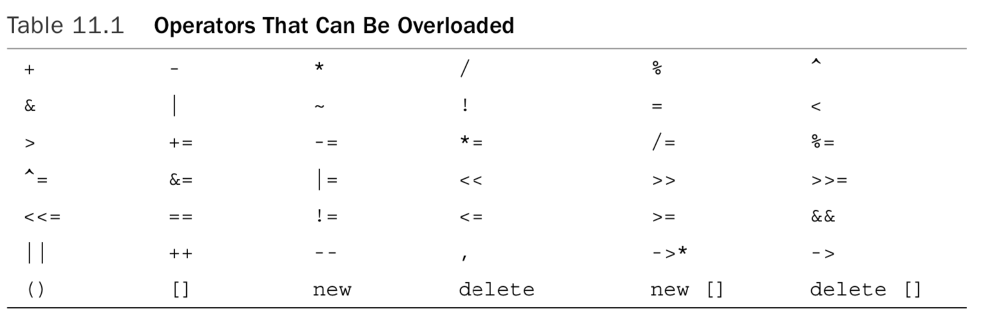 Table 11.1 Operators That Can Be Overloaded
+ - * / % ^
& | ~ ! = <
> += -= *= /= %=
^= &= |= << >> >>=
<<= == != <= >= &&
|| ++ -- , ->* ->
() [] new delete new [] delete []